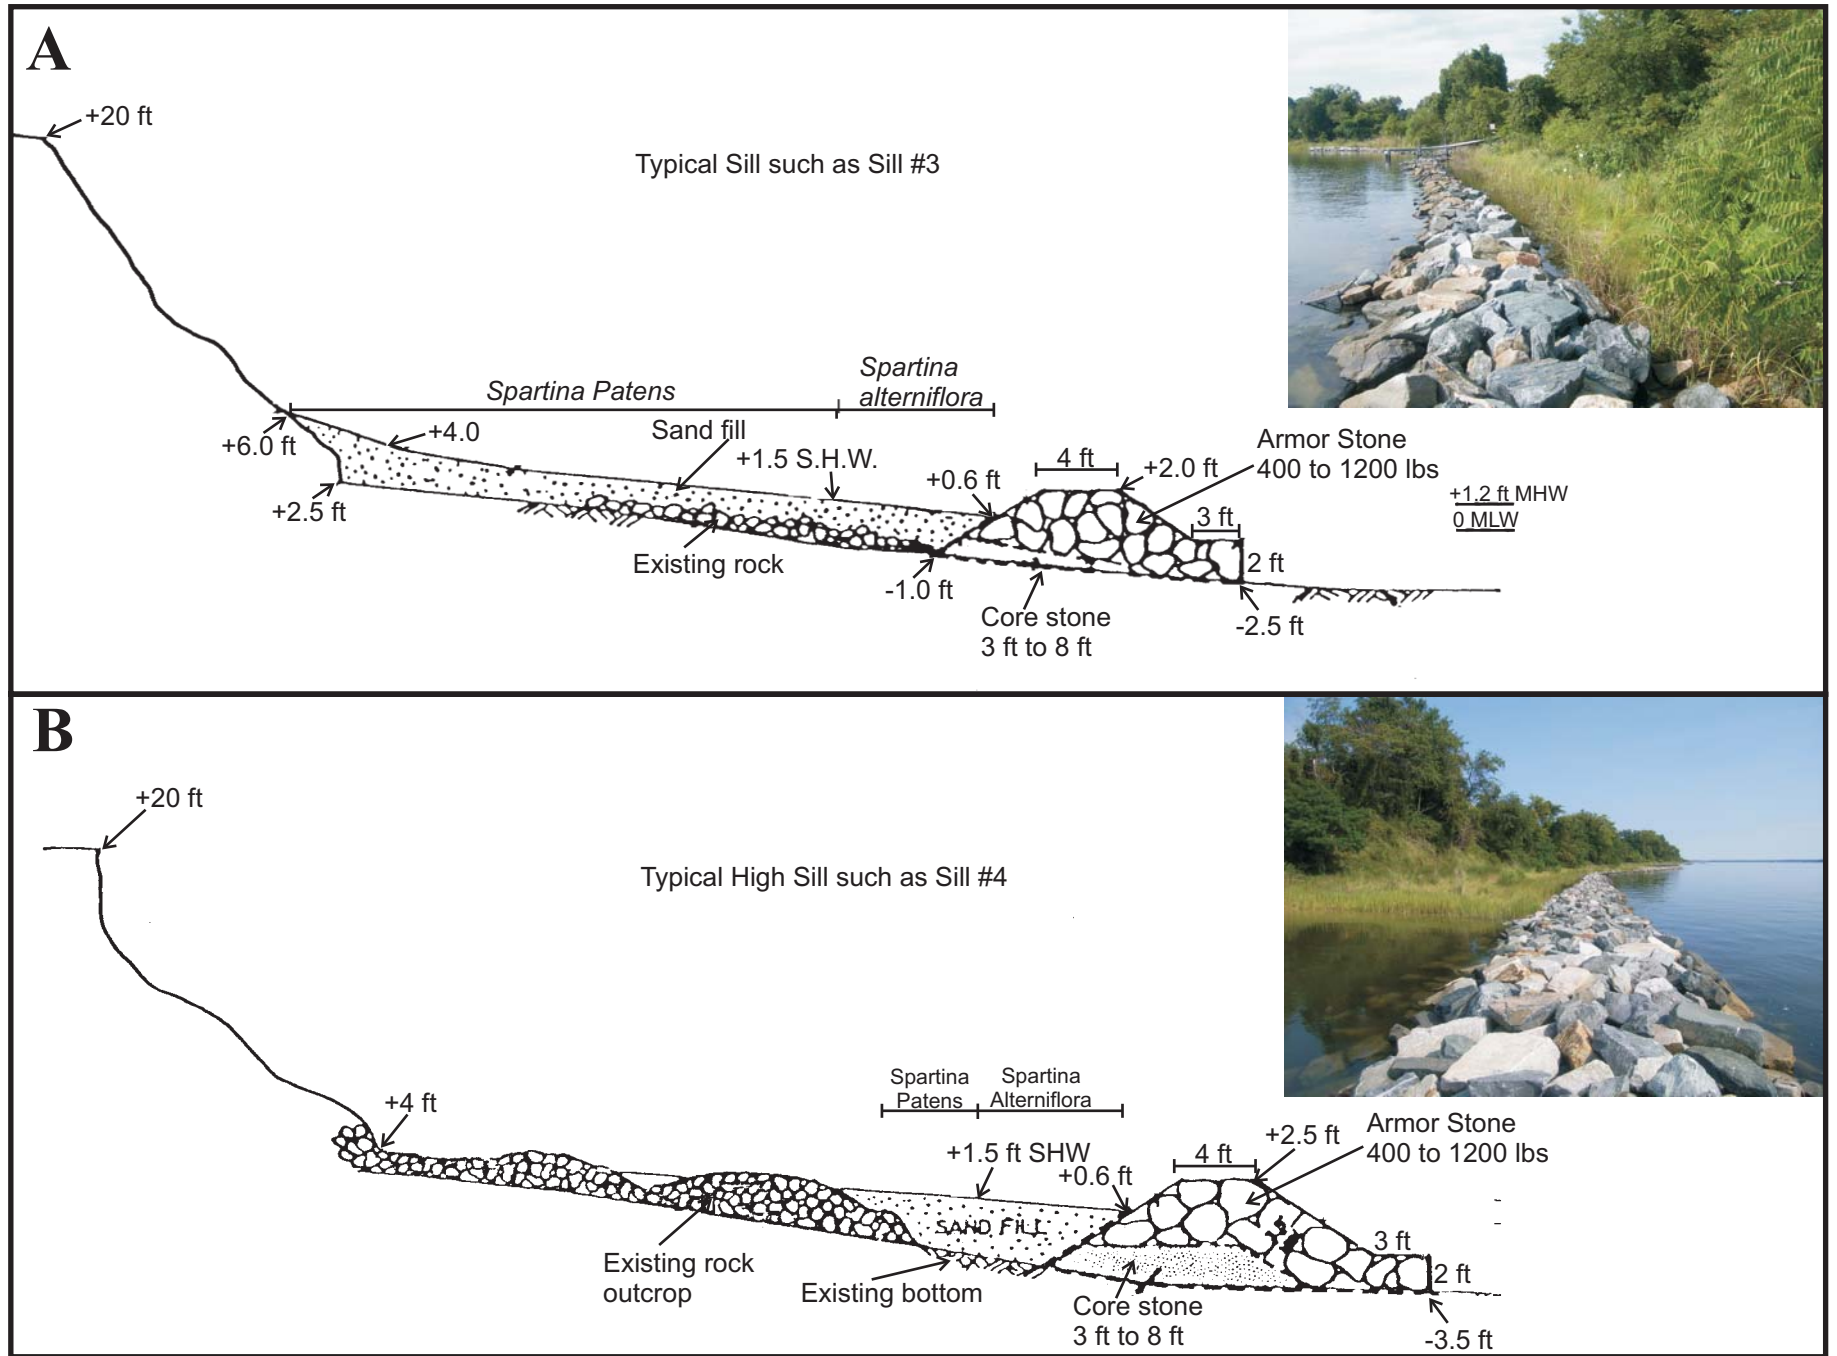 A
+20 ft
Typical Sill such as Sill #3
Spartina Patens
Spartina
alterniflora
+6.0 ft
+4.0
Sand fill
+1.5 S.H.W.
+0.6 ft
4 ft
+2.0 ft
Armor Stone
400 to 1200 lbs
+1.2 ft MHW
0 MLW
+2.5 ft
3 ft
2 ft
Existing rock
-1.0 ft
Core stone
3 ft to 8 ft
-2.5 ft
B
+20 ft
Typical High Sill such as Sill #4
Spartina
Patens
Spartina
Alterniflora
+4 ft
+1.5 ft SHW
+0.6 ft
4 ft
+2.5 ft
Armor Stone
400 to 1200 lbs
SAND FILL
3 ft
2 ft
Existing rock
outcrop
Existing bottom
Core stone
3 ft to 8 ft
-3.5 ft